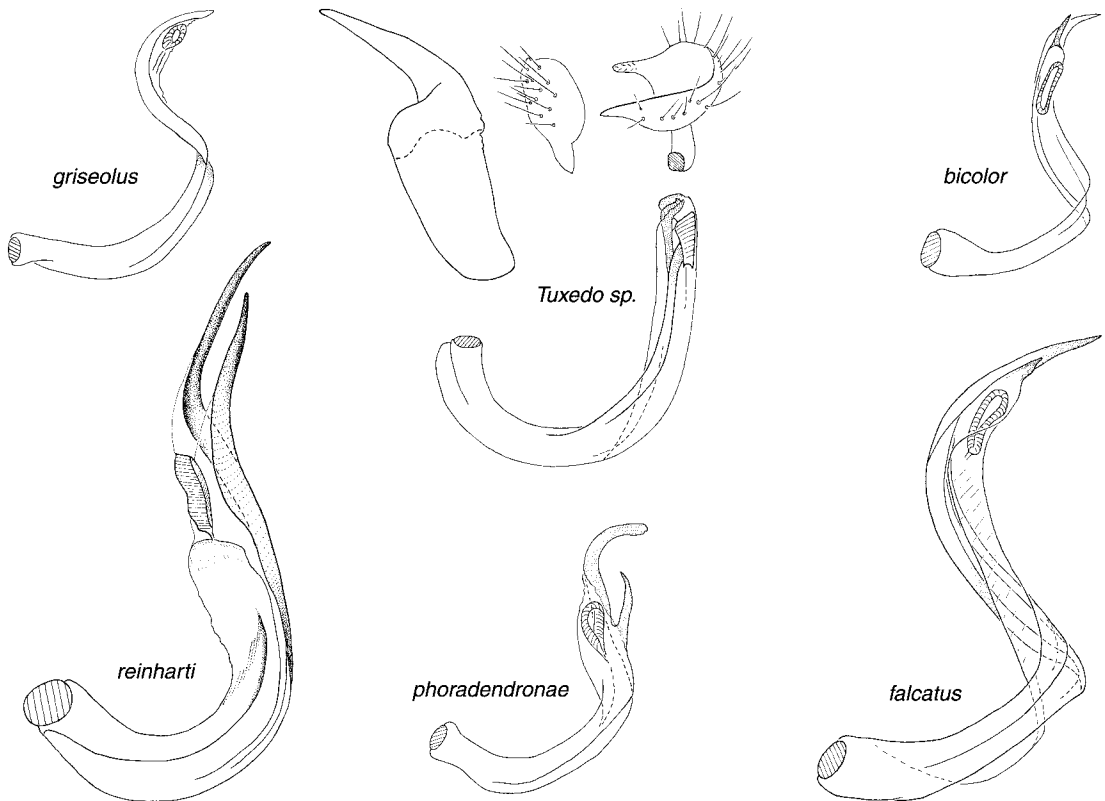 griseolus
bicolor
Tuxedo sp.
reinharti
phoradendronae
falcatus